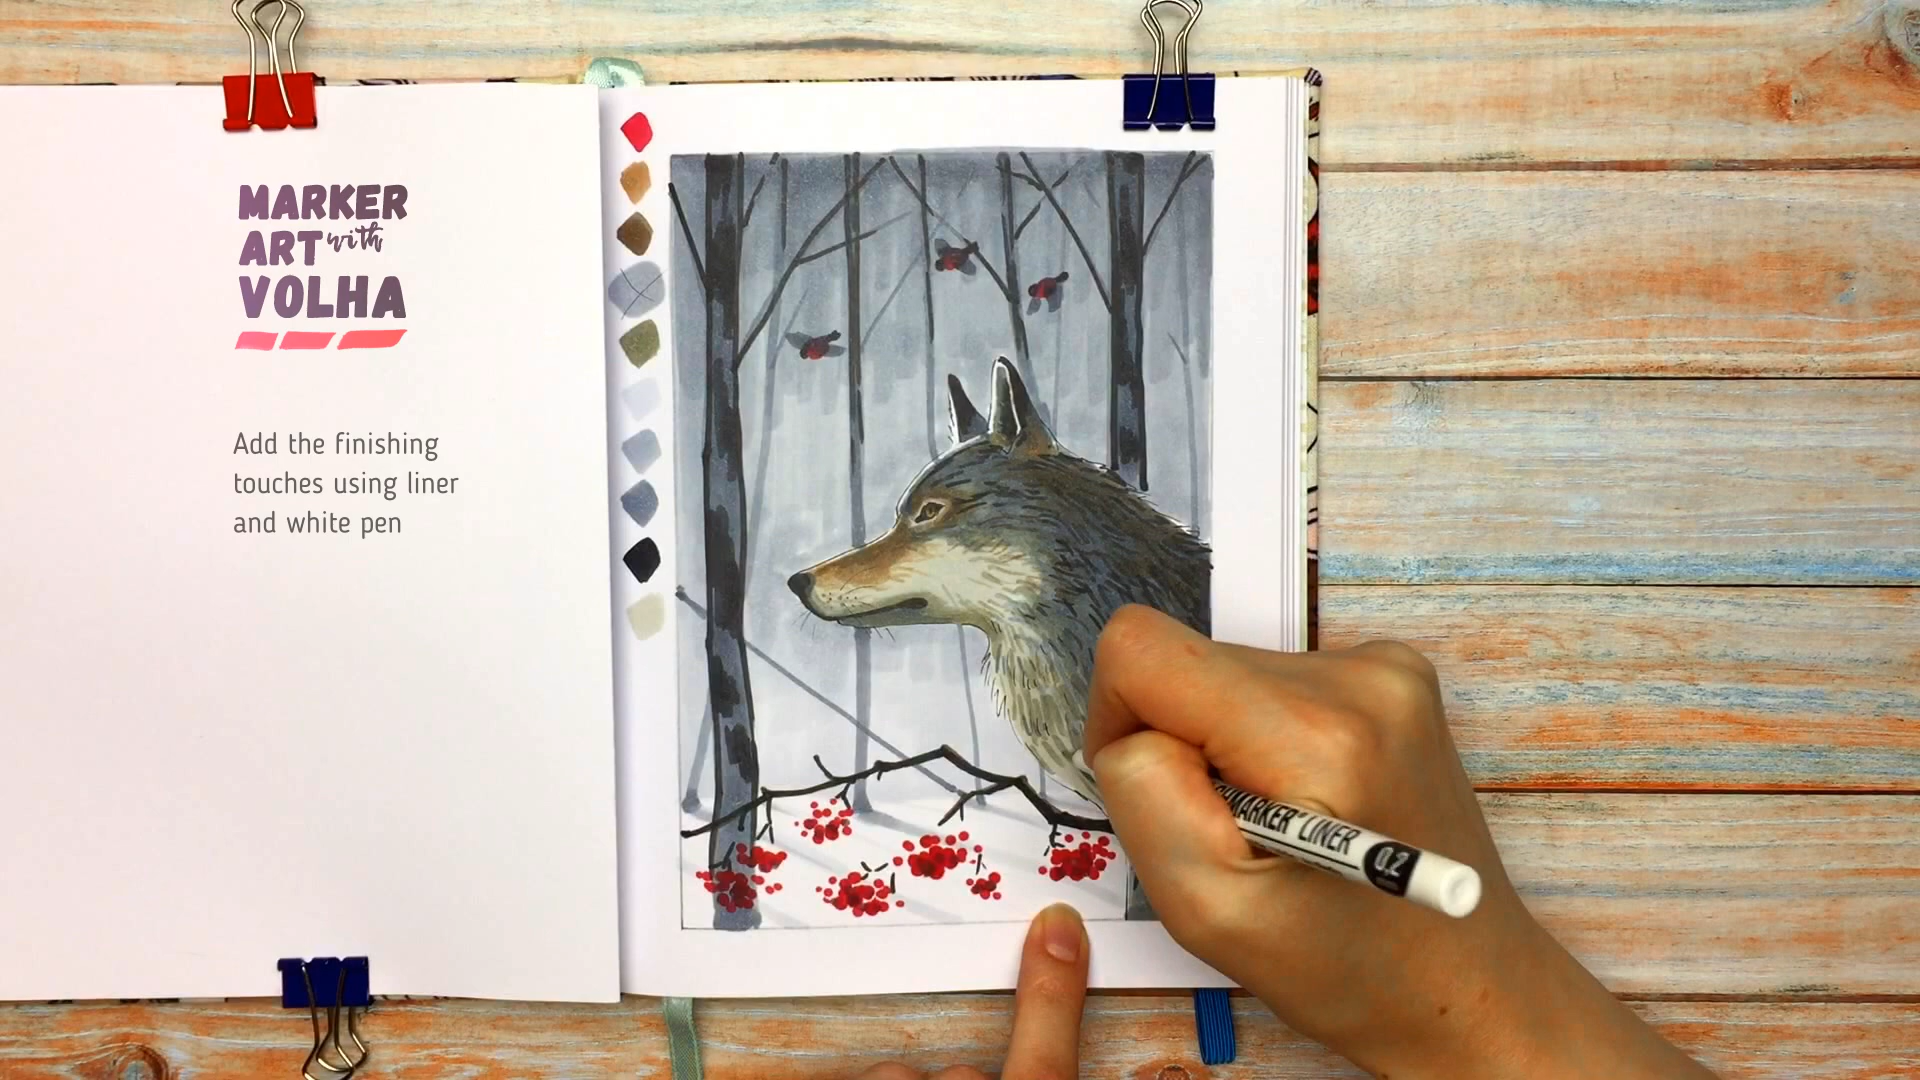 MARKER
ART with
VOLHA
Add the finishing
touches using liner
and white pen
MARKER LINER
0.2